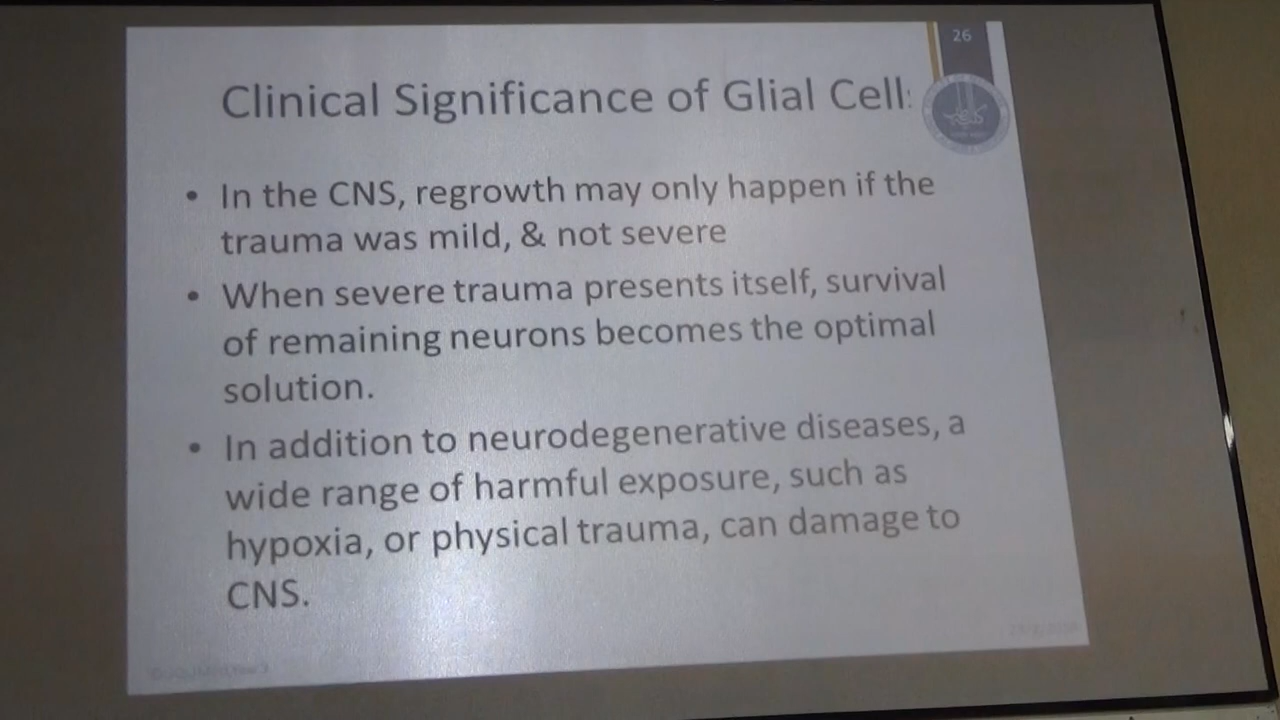 26
Clinical Significance of Glial Cell
• In the CNS, regrowth may only happen if the
trauma was mild, & not severe
• When severe trauma presents itself, survival
of remaining neurons becomes the optimal
solution.
• In addition to neurodegenerative diseases, a
wide range of harmful exposure, such as
hypoxia, or physical trauma, can damage to
CNS.